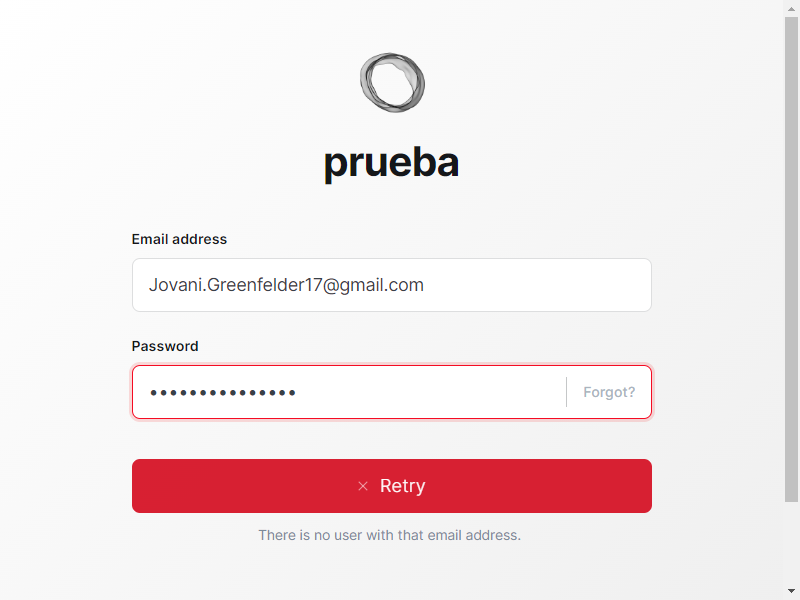 prueba
Email address
Jovani.Greenfelder17@gmail.com
Password
•••••••••••••••
Forgot?
Retry
There is no user with that email address.